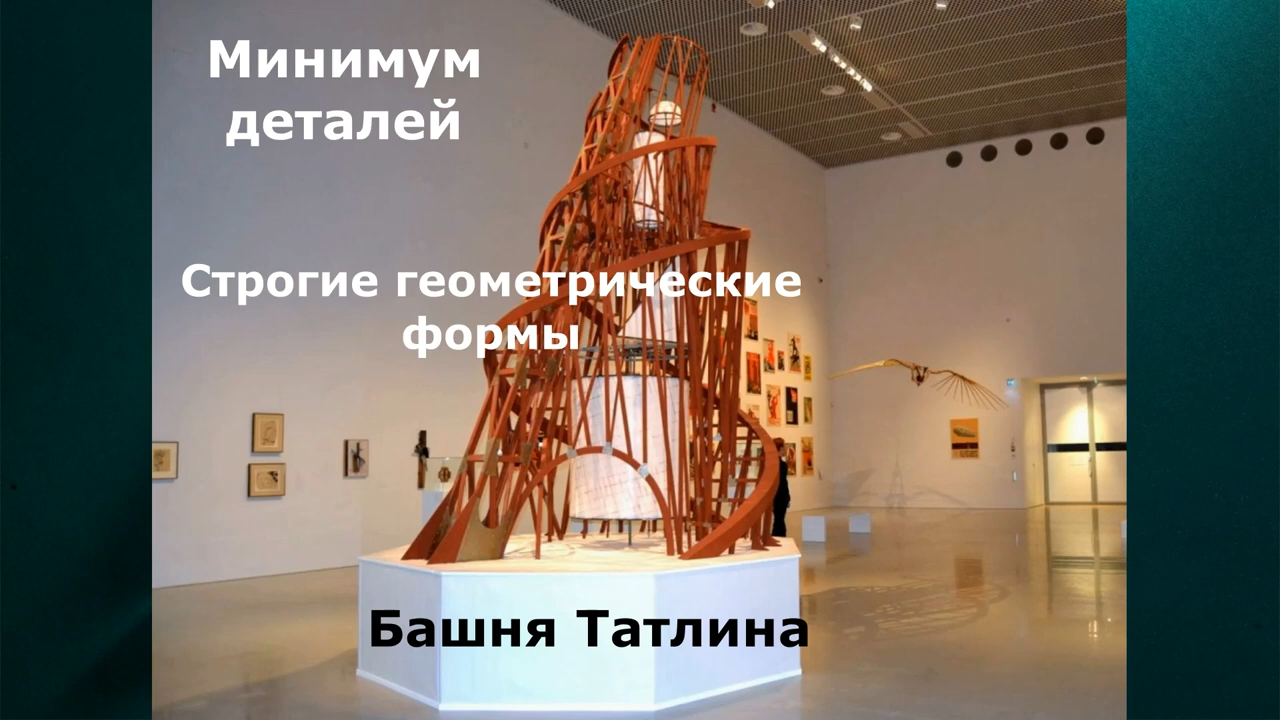 Минимум
деталей
Строгие геометрические
формы
Башня Татлина